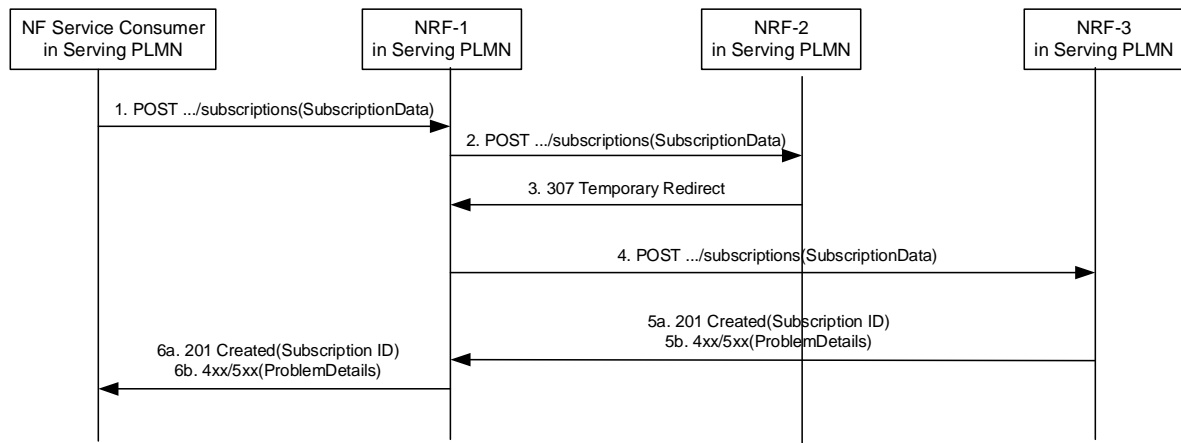 NF Service Consumer
in Serving PLMN
NRF-1
in Serving PLMN
NRF-2
in Serving PLMN
NRF-3
in Serving PLMN
1. POST .../subscriptions(SubscriptionData)
2. POST .../subscriptions(SubscriptionData)
3. 307 Temporary Redirect
4. POST .../subscriptions(SubscriptionData)
5a. 201 Created(Subscription ID)
5b. 4xx/5xx(ProblemDetails)
6a. 201 Created(Subscription ID)
6b. 4xx/5xx(ProblemDetails)